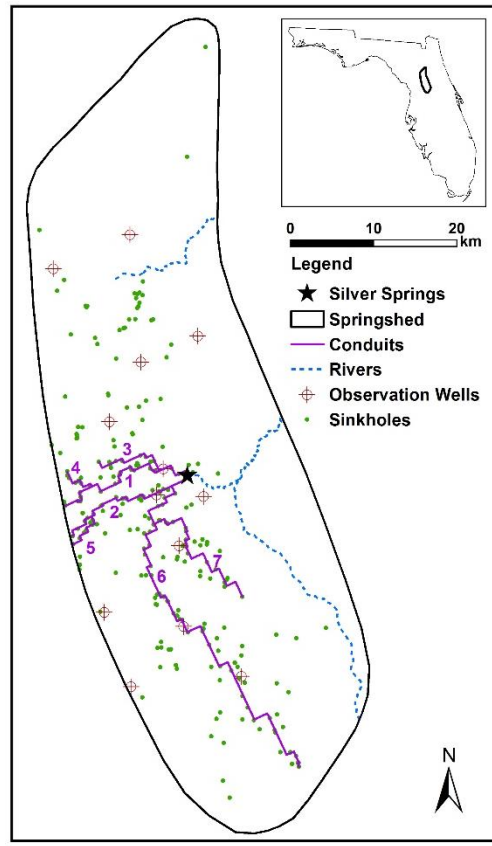 0 10 20
km
Legend
Silver Springs
Springshed
Conduits
Rivers
Observation Wells
Sinkholes
3
4
1
2
5
7
6
N